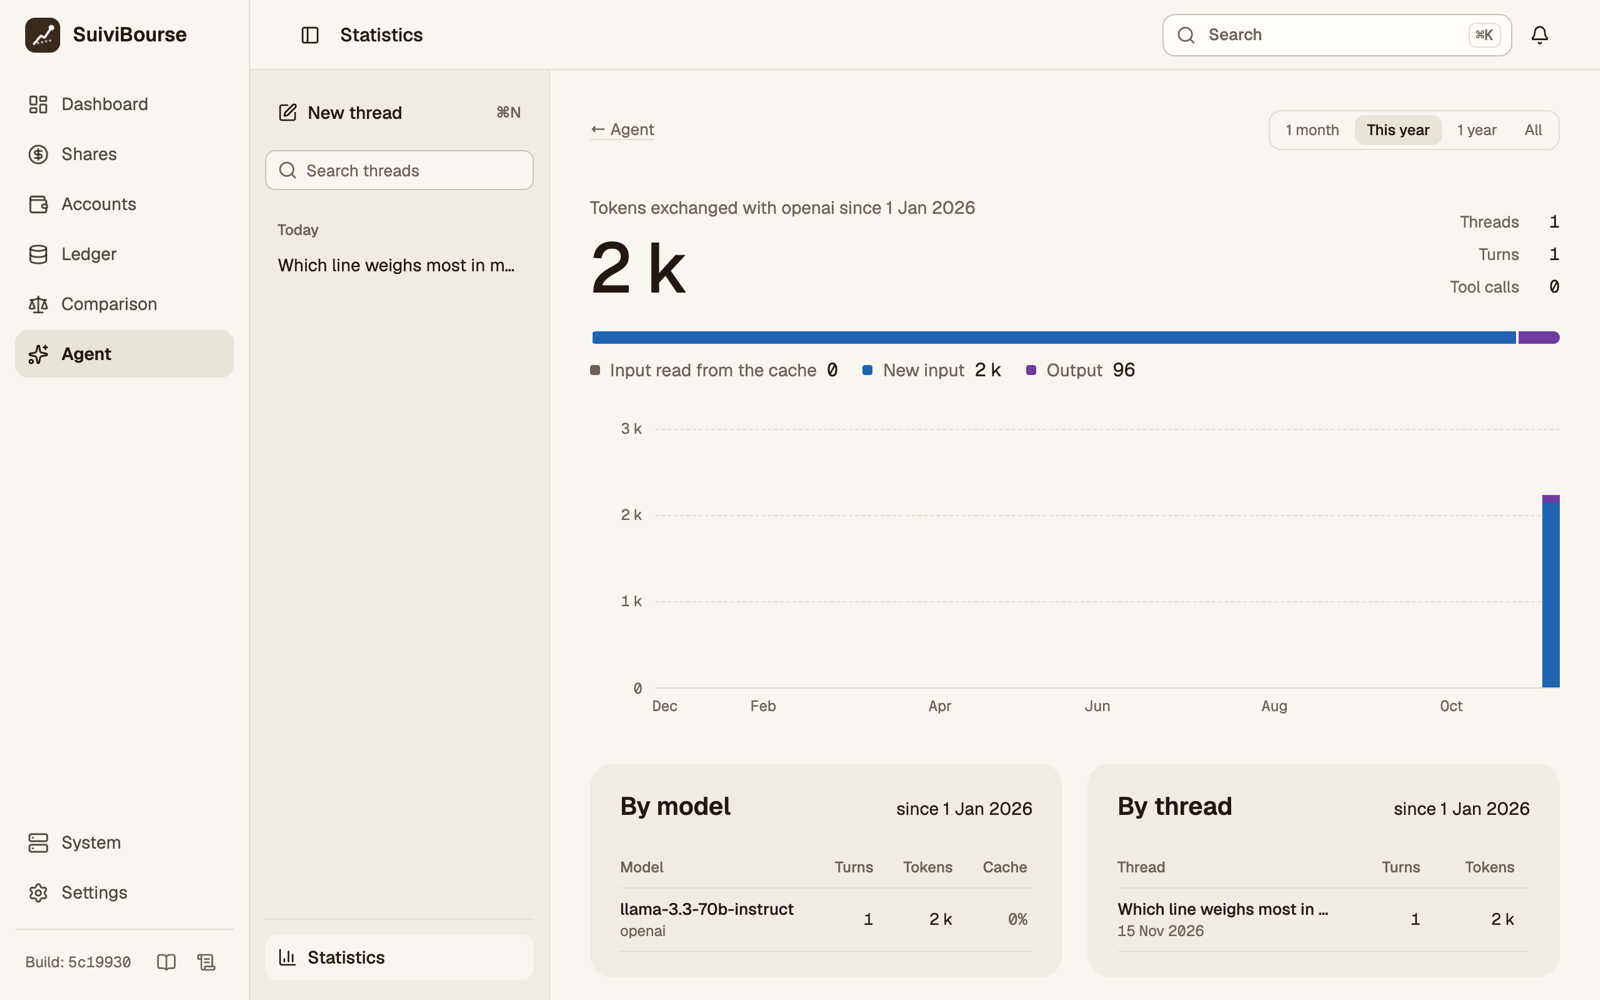 SuiviBourse
Dashboard
Shares
Accounts
Ledger
Comparison
Agent
System
Settings
Build: 5c19930
Statistics
Search
⌘K
New thread
⌘N
Search threads
Today
Which line weighs most in m...
Statistics
← Agent
1 month
This year
1 year
All
Tokens exchanged with openai since 1 Jan 2026
2 k
Threads 1
Turns 1
Tool calls 0
Input read from the cache 0
New input 2 k
Output 96
3 k
2 k
1 k
0
Dec Feb Apr Jun Aug Oct
By model
since 1 Jan 2026
Model Turns Tokens Cache
llama-3.3-70b-instruct 1 2 k 0%
openai
By thread
since 1 Jan 2026
Thread Turns Tokens
Which line weighs most in ... 1 2 k
15 Nov 2026